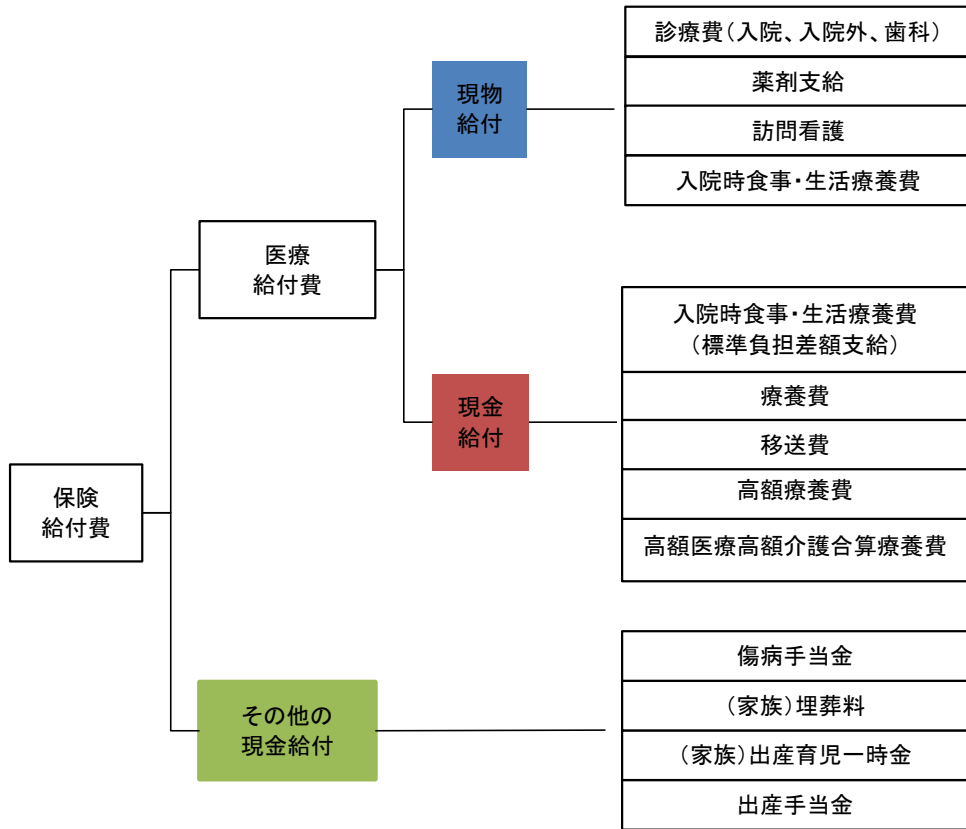 診療費（入院、入院外、歯科）
薬剤支給
訪問看護
入院時食事・生活療養費
現物
給付
医療
給付費
入院時食事・生活療養費
（標準負担差額支給）
療養費
移送費
高額療養費
高額医療高額介護合算療養費
現金
給付
保険
給付費
その他の
現金給付
傷病手当金
（家族）埋葬料
（家族）出産育児一時金
出産手当金